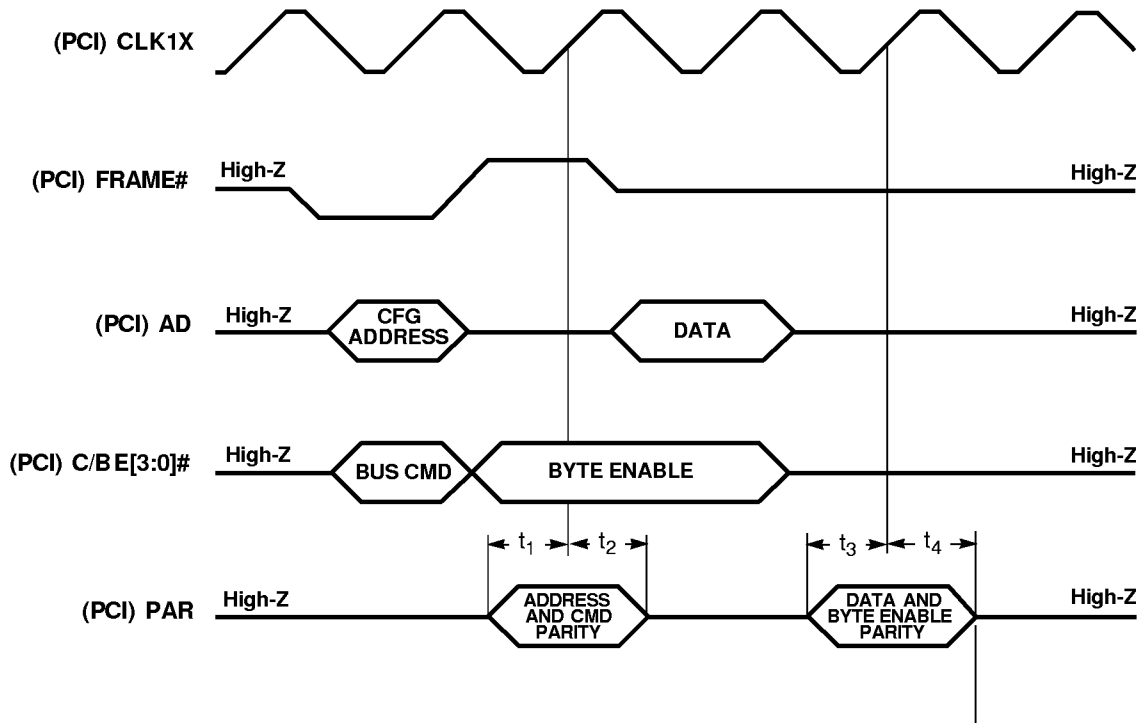 (PCI) CLK1X
(PCI) FRAME#
High-Z
High-Z
(PCI) AD
High-Z
CFG
ADDRESS
DATA
High-Z
(PCI) C/B E[3:0]#
High-Z
BUS CMD
BYTE ENABLE
High-Z
t1
t2
t3
t4
(PCI) PAR
High-Z
ADDRESS
AND CMD
PARITY
DATA AND
BYTE ENABLE
PARITY
High-Z